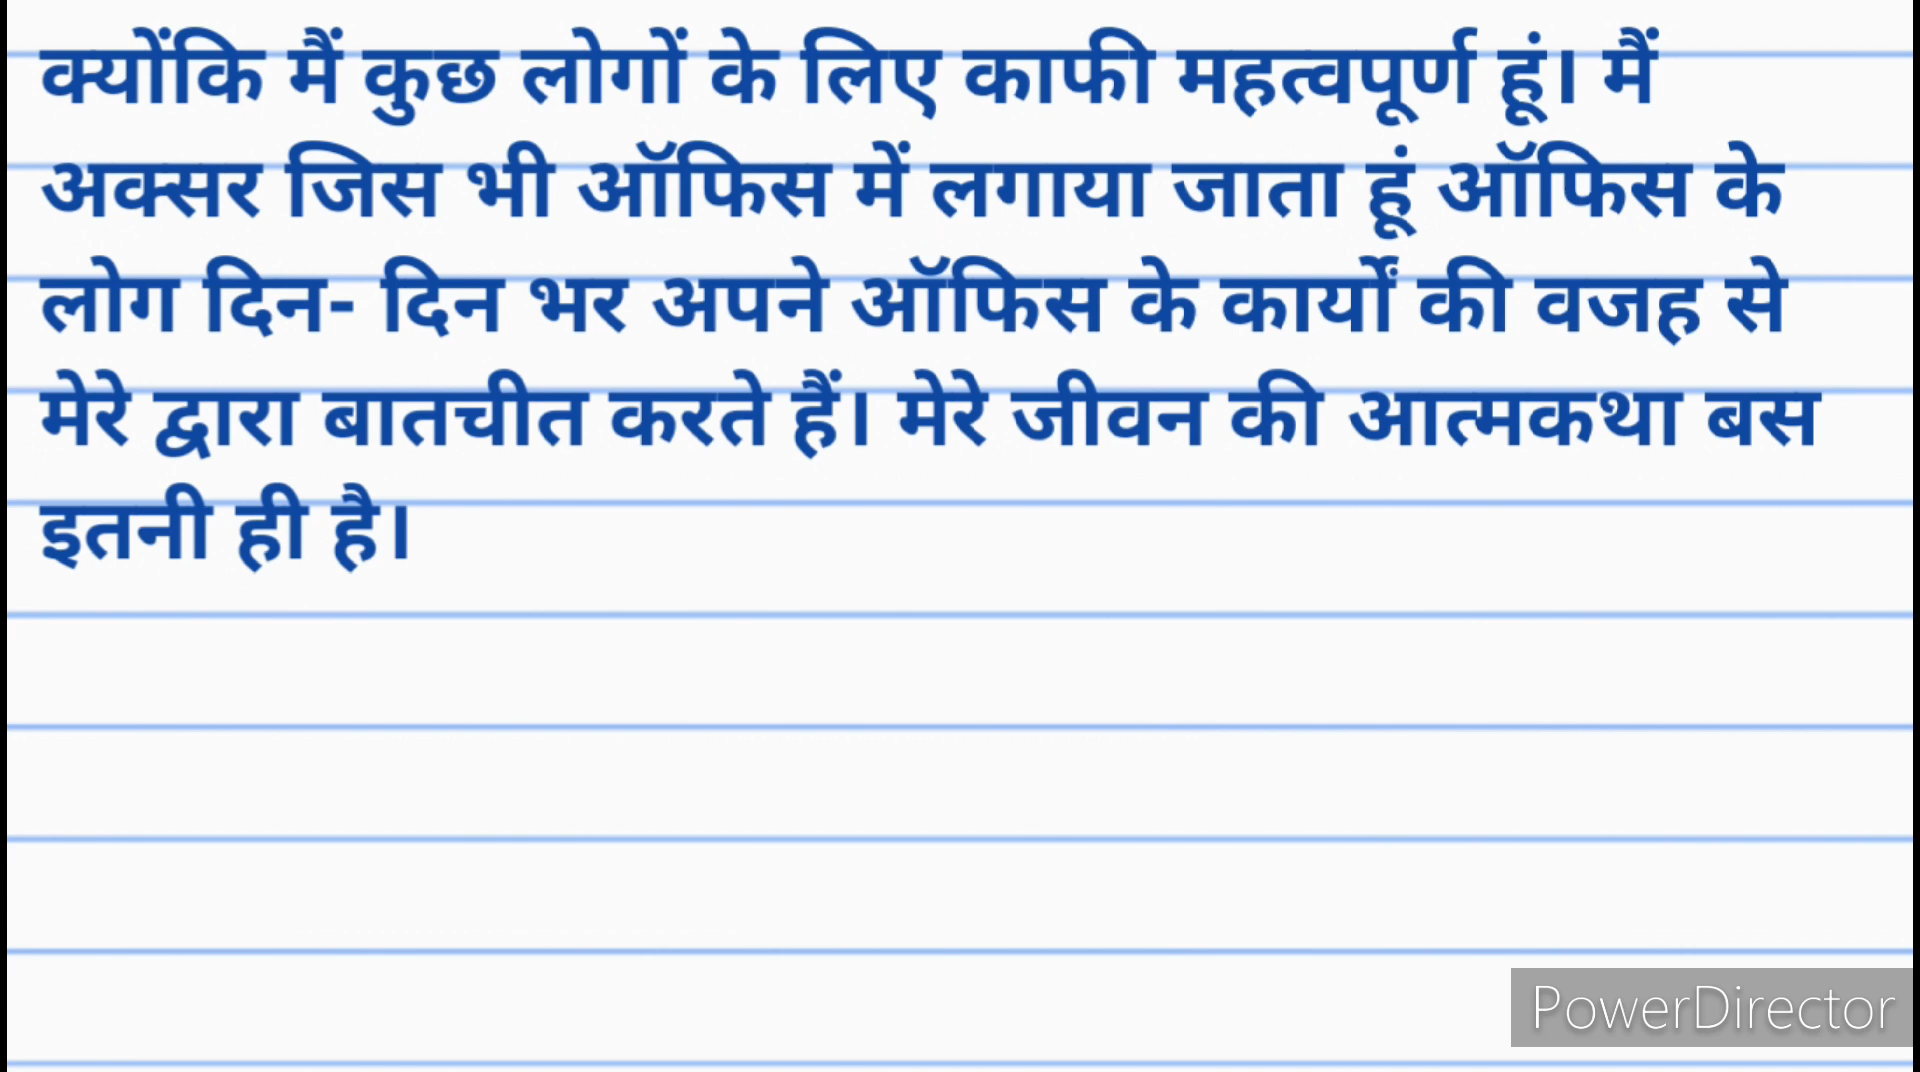 क्योंकि मैं कुछ लोगों के लिए काफी महत्वपूर्ण हूं। मैं
अक्सर जिस भी ऑफिस में लगाया जाता हूं ऑफिस के
लोग दिन- दिन भर अपने ऑफिस के कार्यों की वजह से
मेरे द्वारा बातचीत करते हैं। मेरे जीवन की आत्मकथा बस
इतनी ही है।
PowerDirector